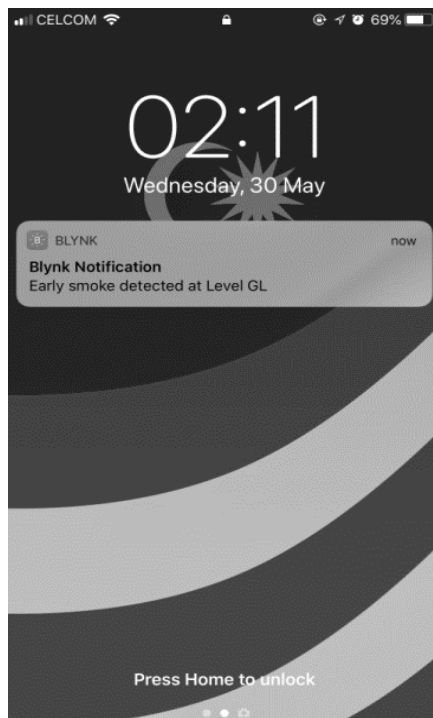 CELCOM 69%
02:11
Wednesday, 30 May
BLYNK now
Blynk Notification
Early smoke detected at Level GL
Press Home to unlock